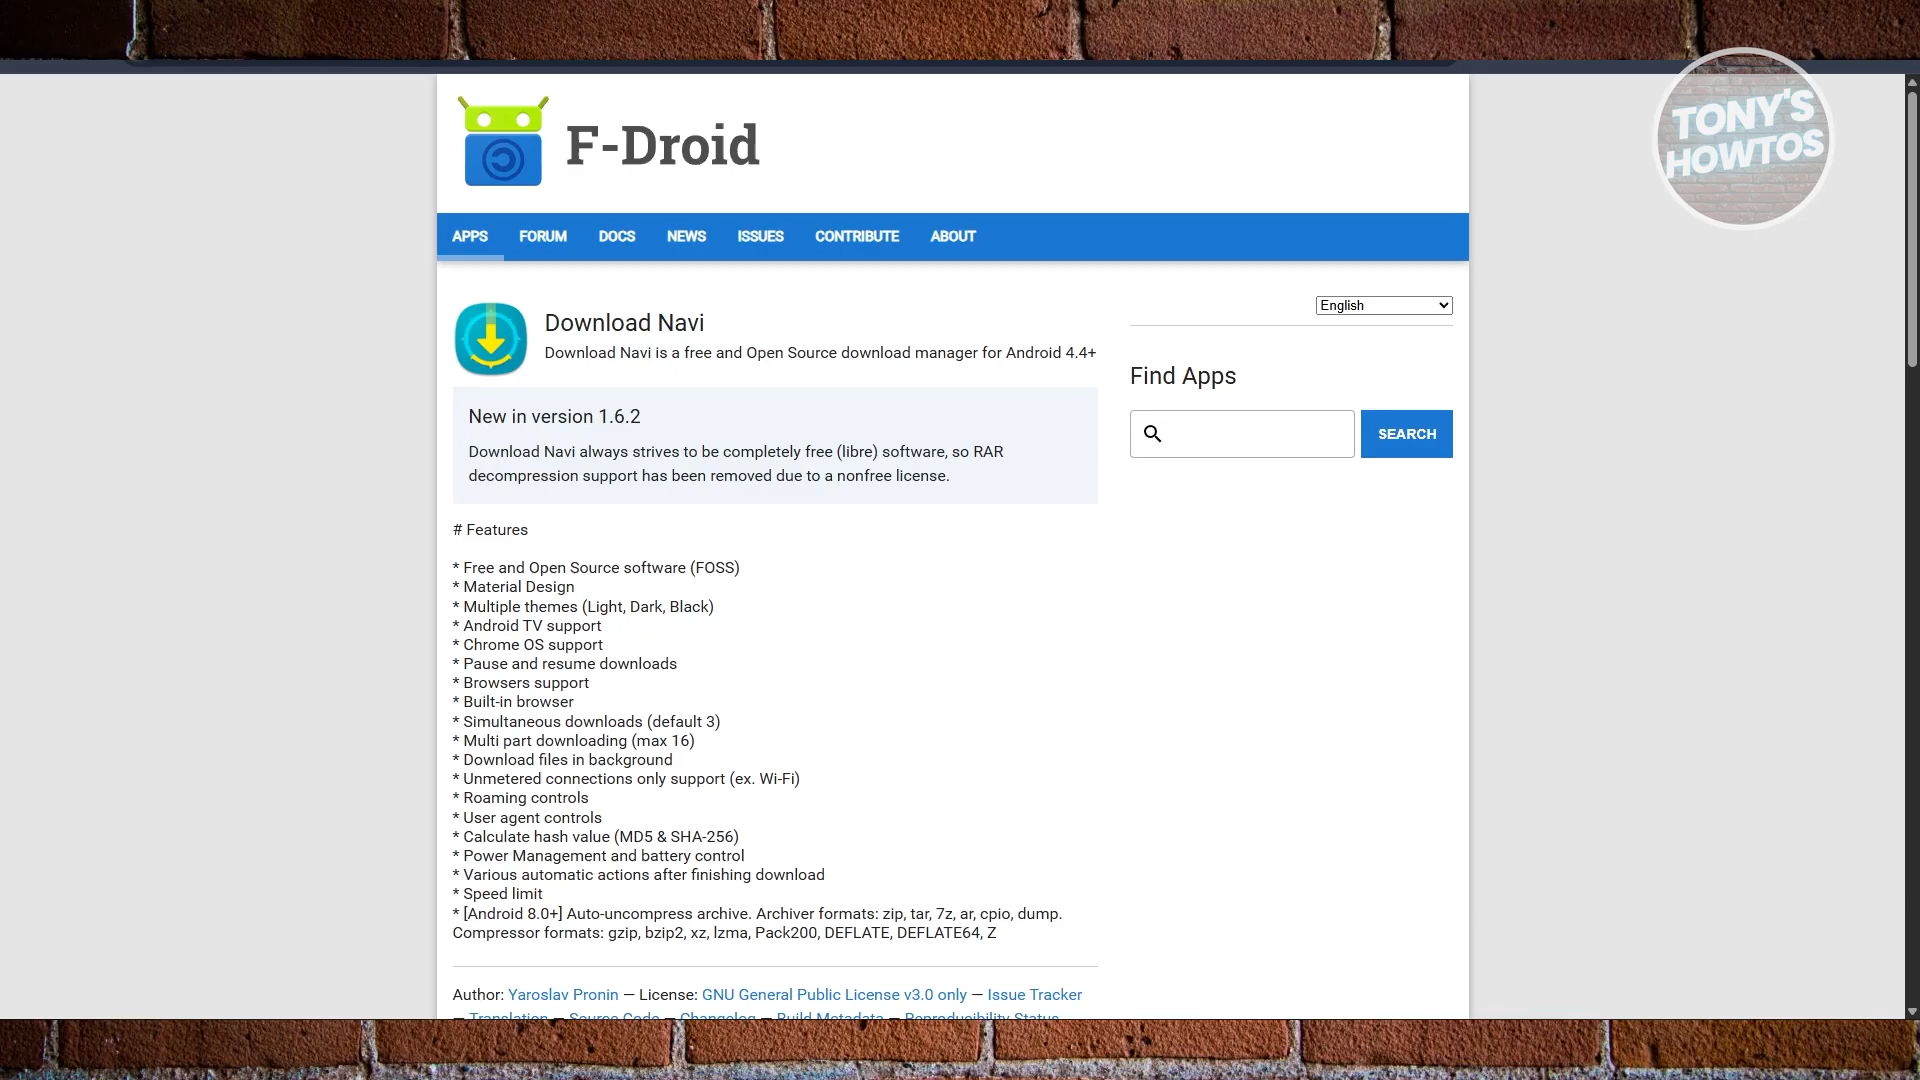 TONY'S
HOWTOS
F-Droid
APPS FORUM DOCS NEWS ISSUES CONTRIBUTE ABOUT
English
Download Navi
Download Navi is a free and Open Source download manager for Android 4.4+
Find Apps
SEARCH
New in version 1.6.2
Download Navi always strives to be completely free (libre) software, so RAR
decompression support has been removed due to a nonfree license.
# Features
* Free and Open Source software (FOSS)
* Material Design
* Multiple themes (Light, Dark, Black)
* Android TV support
* Chrome OS support
* Pause and resume downloads
* Browsers support
* Built-in browser
* Simultaneous downloads (default 3)
* Multi part downloading (max 16)
* Download files in background
* Unmetered connections only support (ex. Wi-Fi)
* Roaming controls
* User agent controls
* Calculate hash value (MD5 & SHA-256)
* Power Management and battery control
* Various automatic actions after finishing download
* Speed limit
* [Android 8.0+] Auto-uncompress archive. Archiver formats: zip, tar, 7z, ar, cpio, dump.
Compressor formats: gzip, bzip2, xz, lzma, Pack200, DEFLATE, DEFLATE64, Z
Author: Yaroslav Pronin — License: GNU General Public License v3.0 only — Issue Tracker
— Translation — Source Code — Changelog — Build Metadata — Reproducibility Status